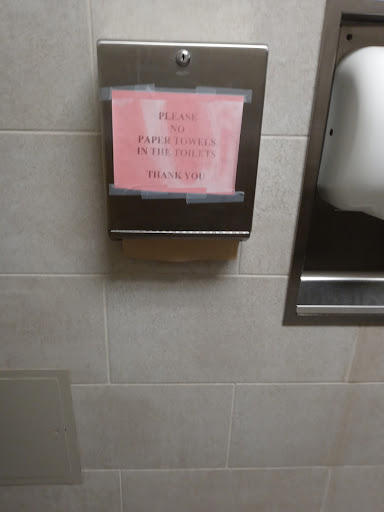 PLEASE
NO
PAPER TOWELS
IN THE TOILETS
THANK YOU